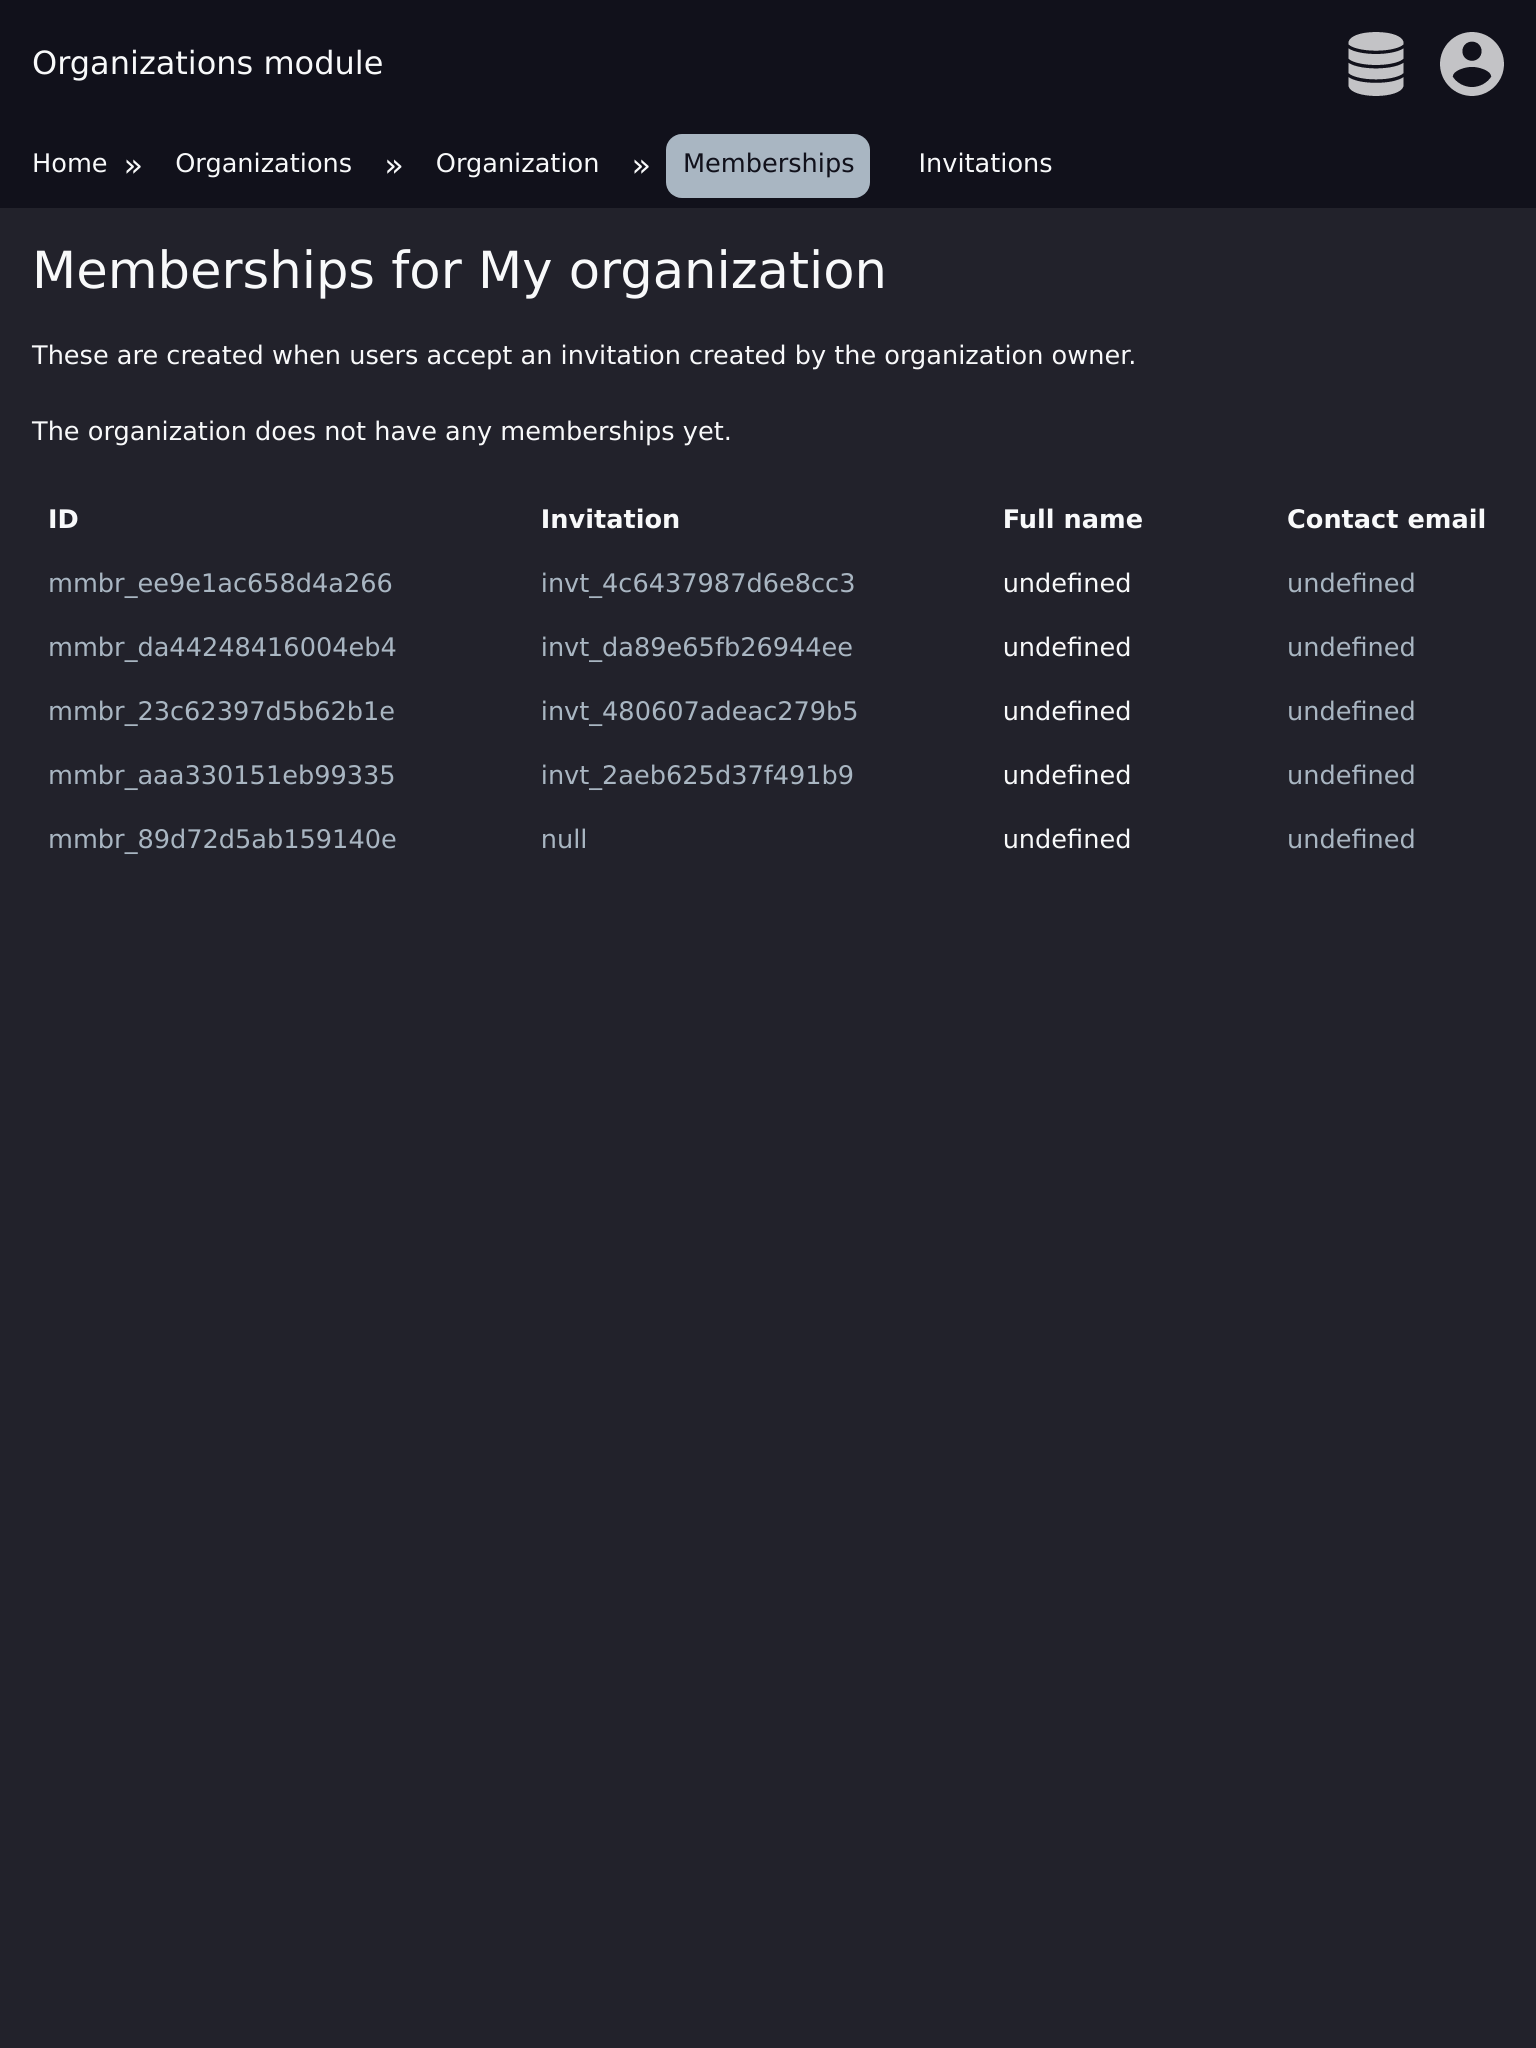 Organizations module
Home » Organizations » Organization » Memberships Invitations
Memberships for My organization
These are created when users accept an invitation created by the organization owner.
The organization does not have any memberships yet.
ID Invitation Full name Contact email
mmbr_ee9e1ac658d4a266 invt_4c6437987d6e8cc3 undefined undefined
mmbr_da44248416004eb4 invt_da89e65fb26944ee undefined undefined
mmbr_23c62397d5b62b1e invt_480607adeac279b5 undefined undefined
mmbr_aaa330151eb99335 invt_2aeb625d37f491b9 undefined undefined
mmbr_89d72d5ab159140e null undefined undefined